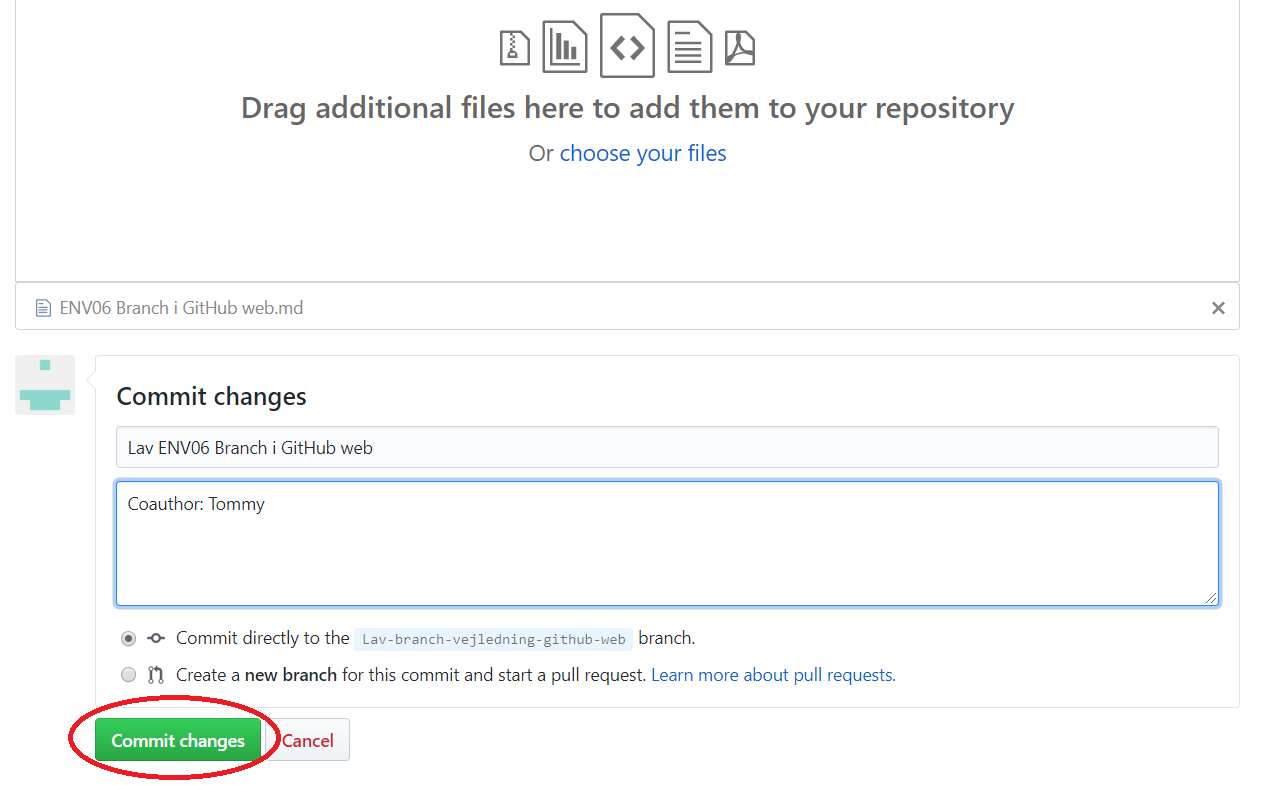 Drag additional files here to add them to your repository
Or choose your files
ENV06 Branch i GitHub web.md
Commit changes
Lav ENV06 Branch i GitHub web
Coauthor: Tommy
Commit directly to the Lav-branch-vejledning-github-web branch.
Create a new branch for this commit and start a pull request. Learn more about pull requests.
Commit changes Cancel